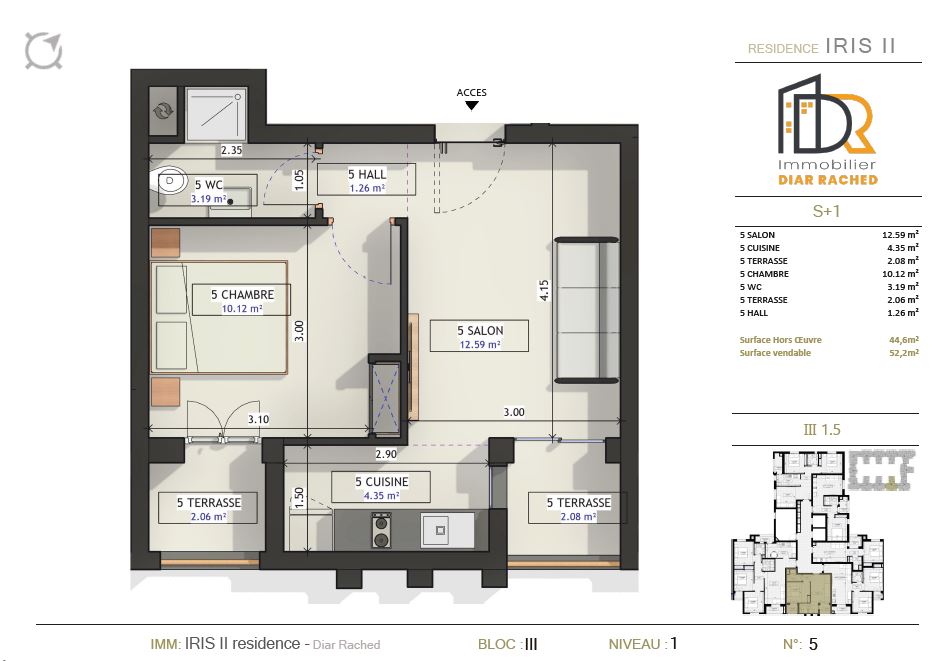 RESIDENCE IRIS II
DR
Immobilier
DIAR RACHED
S+1
5 SALON 12.59 m²
5 CUISINE 4.35 m²
5 TERRASSE 2.08 m²
5 CHAMBRE 10.12 m²
5 WC 3.19 m²
5 TERRASSE 2.06 m²
5 HALL 1.26 m²
Surface Hors Œuvre 44,6m²
Surface vendable 52,2m²
III 1.5
ACCES
2.35
1.05
5 HALL
1.26 m²
5 WC
3.19 m²
5 CHAMBRE
10.12 m²
3.00
4.15
5 SALON
12.59 m²
3.10
3.00
2.90
5 CUISINE
4.35 m²
1.50
5 TERRASSE
2.06 m²
5 TERRASSE
2.08 m²
IMM: IRIS II residence - Diar Rached BLOC : III NIVEAU : 1 N°: 5